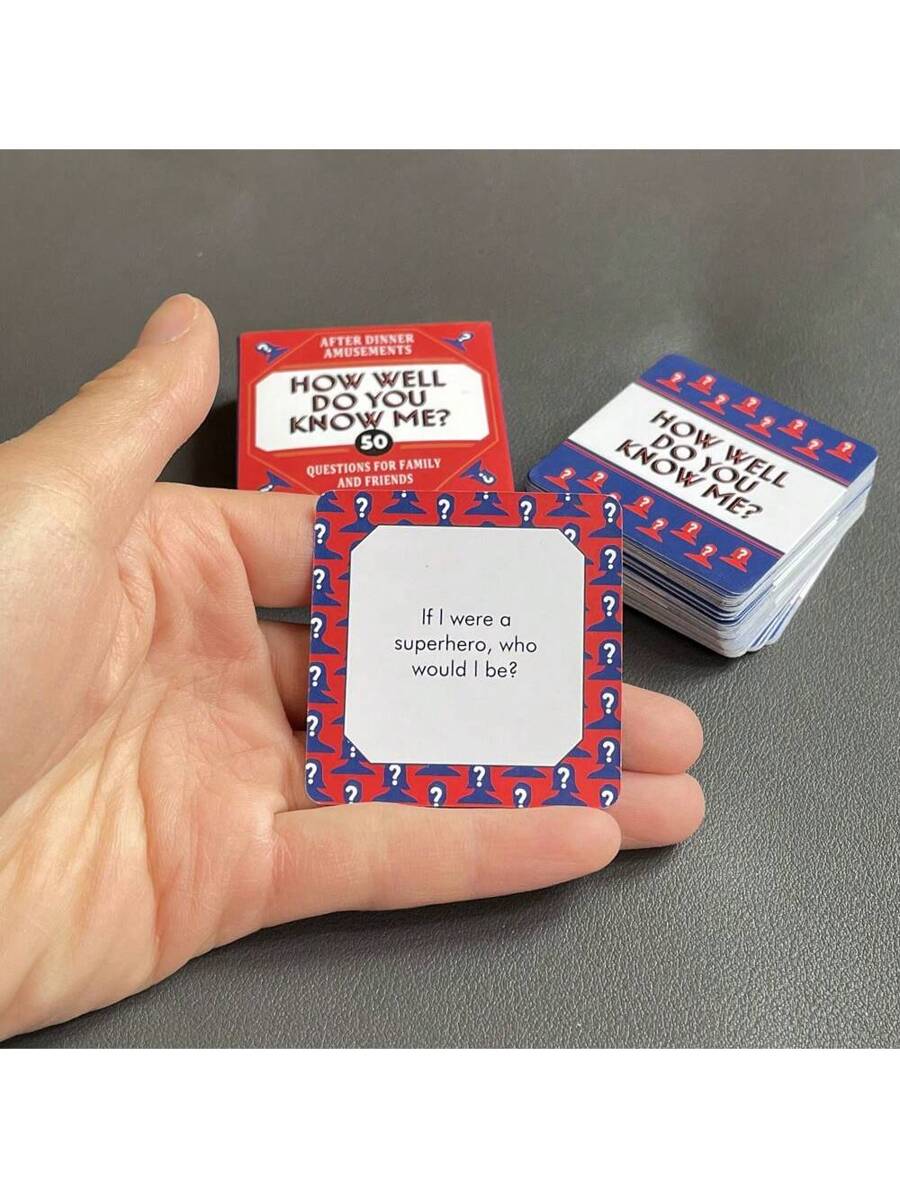 AFTER DINNER
AMUSEMENTS
HOW WELL
DO YOU
KNOW ME?
50
QUESTIONS FOR FAMILY
AND FRIENDS
HOW WELL
DO YOU
KNOW ME?
If I were a
superhero, who
would I be?